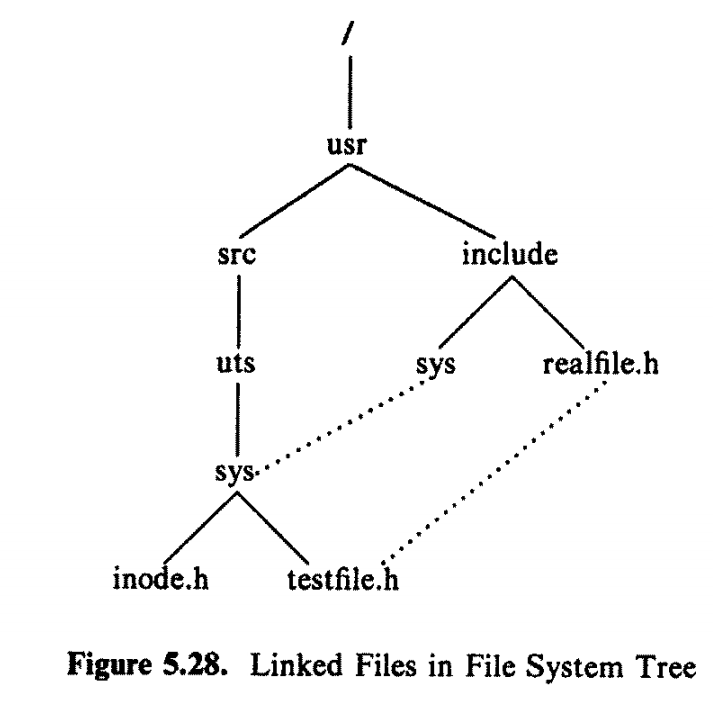 /
usr
src include
uts sys realfile.h
sys
inode.h testfile.h
Figure 5.28. Linked Files in File System Tree